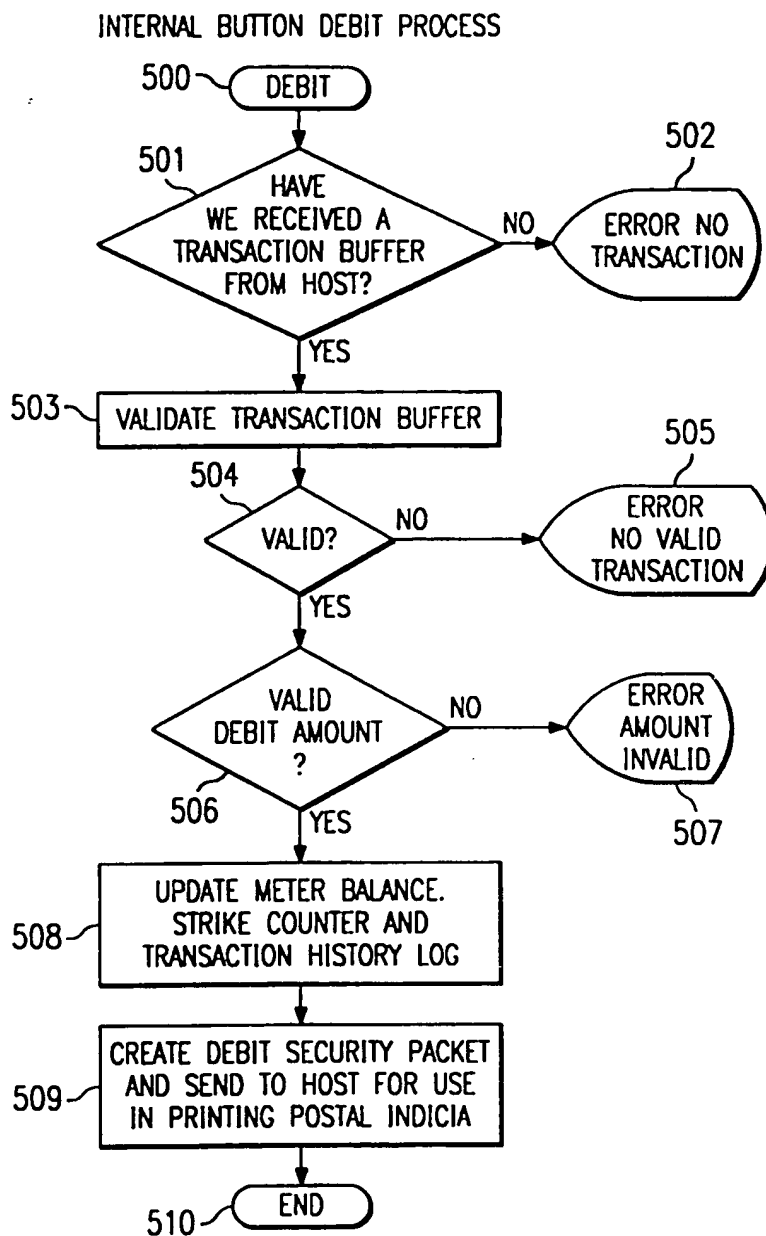 INTERNAL BUTTON DEBIT PROCESS
500
DEBIT
501
HAVE
WE RECEIVED A
TRANSACTION BUFFER
FROM HOST?
NO
502
ERROR NO
TRANSACTION
YES
503
VALIDATE TRANSACTION BUFFER
504
VALID?
NO
505
ERROR
NO VALID
TRANSACTION
YES
VALID
DEBIT AMOUNT
?
506
NO
ERROR
AMOUNT
INVALID
507
YES
508
UPDATE METER BALANCE.
STRIKE COUNTER AND
TRANSACTION HISTORY LOG
509
CREATE DEBIT SECURITY PACKET
AND SEND TO HOST FOR USE
IN PRINTING POSTAL INDICIA
510
END